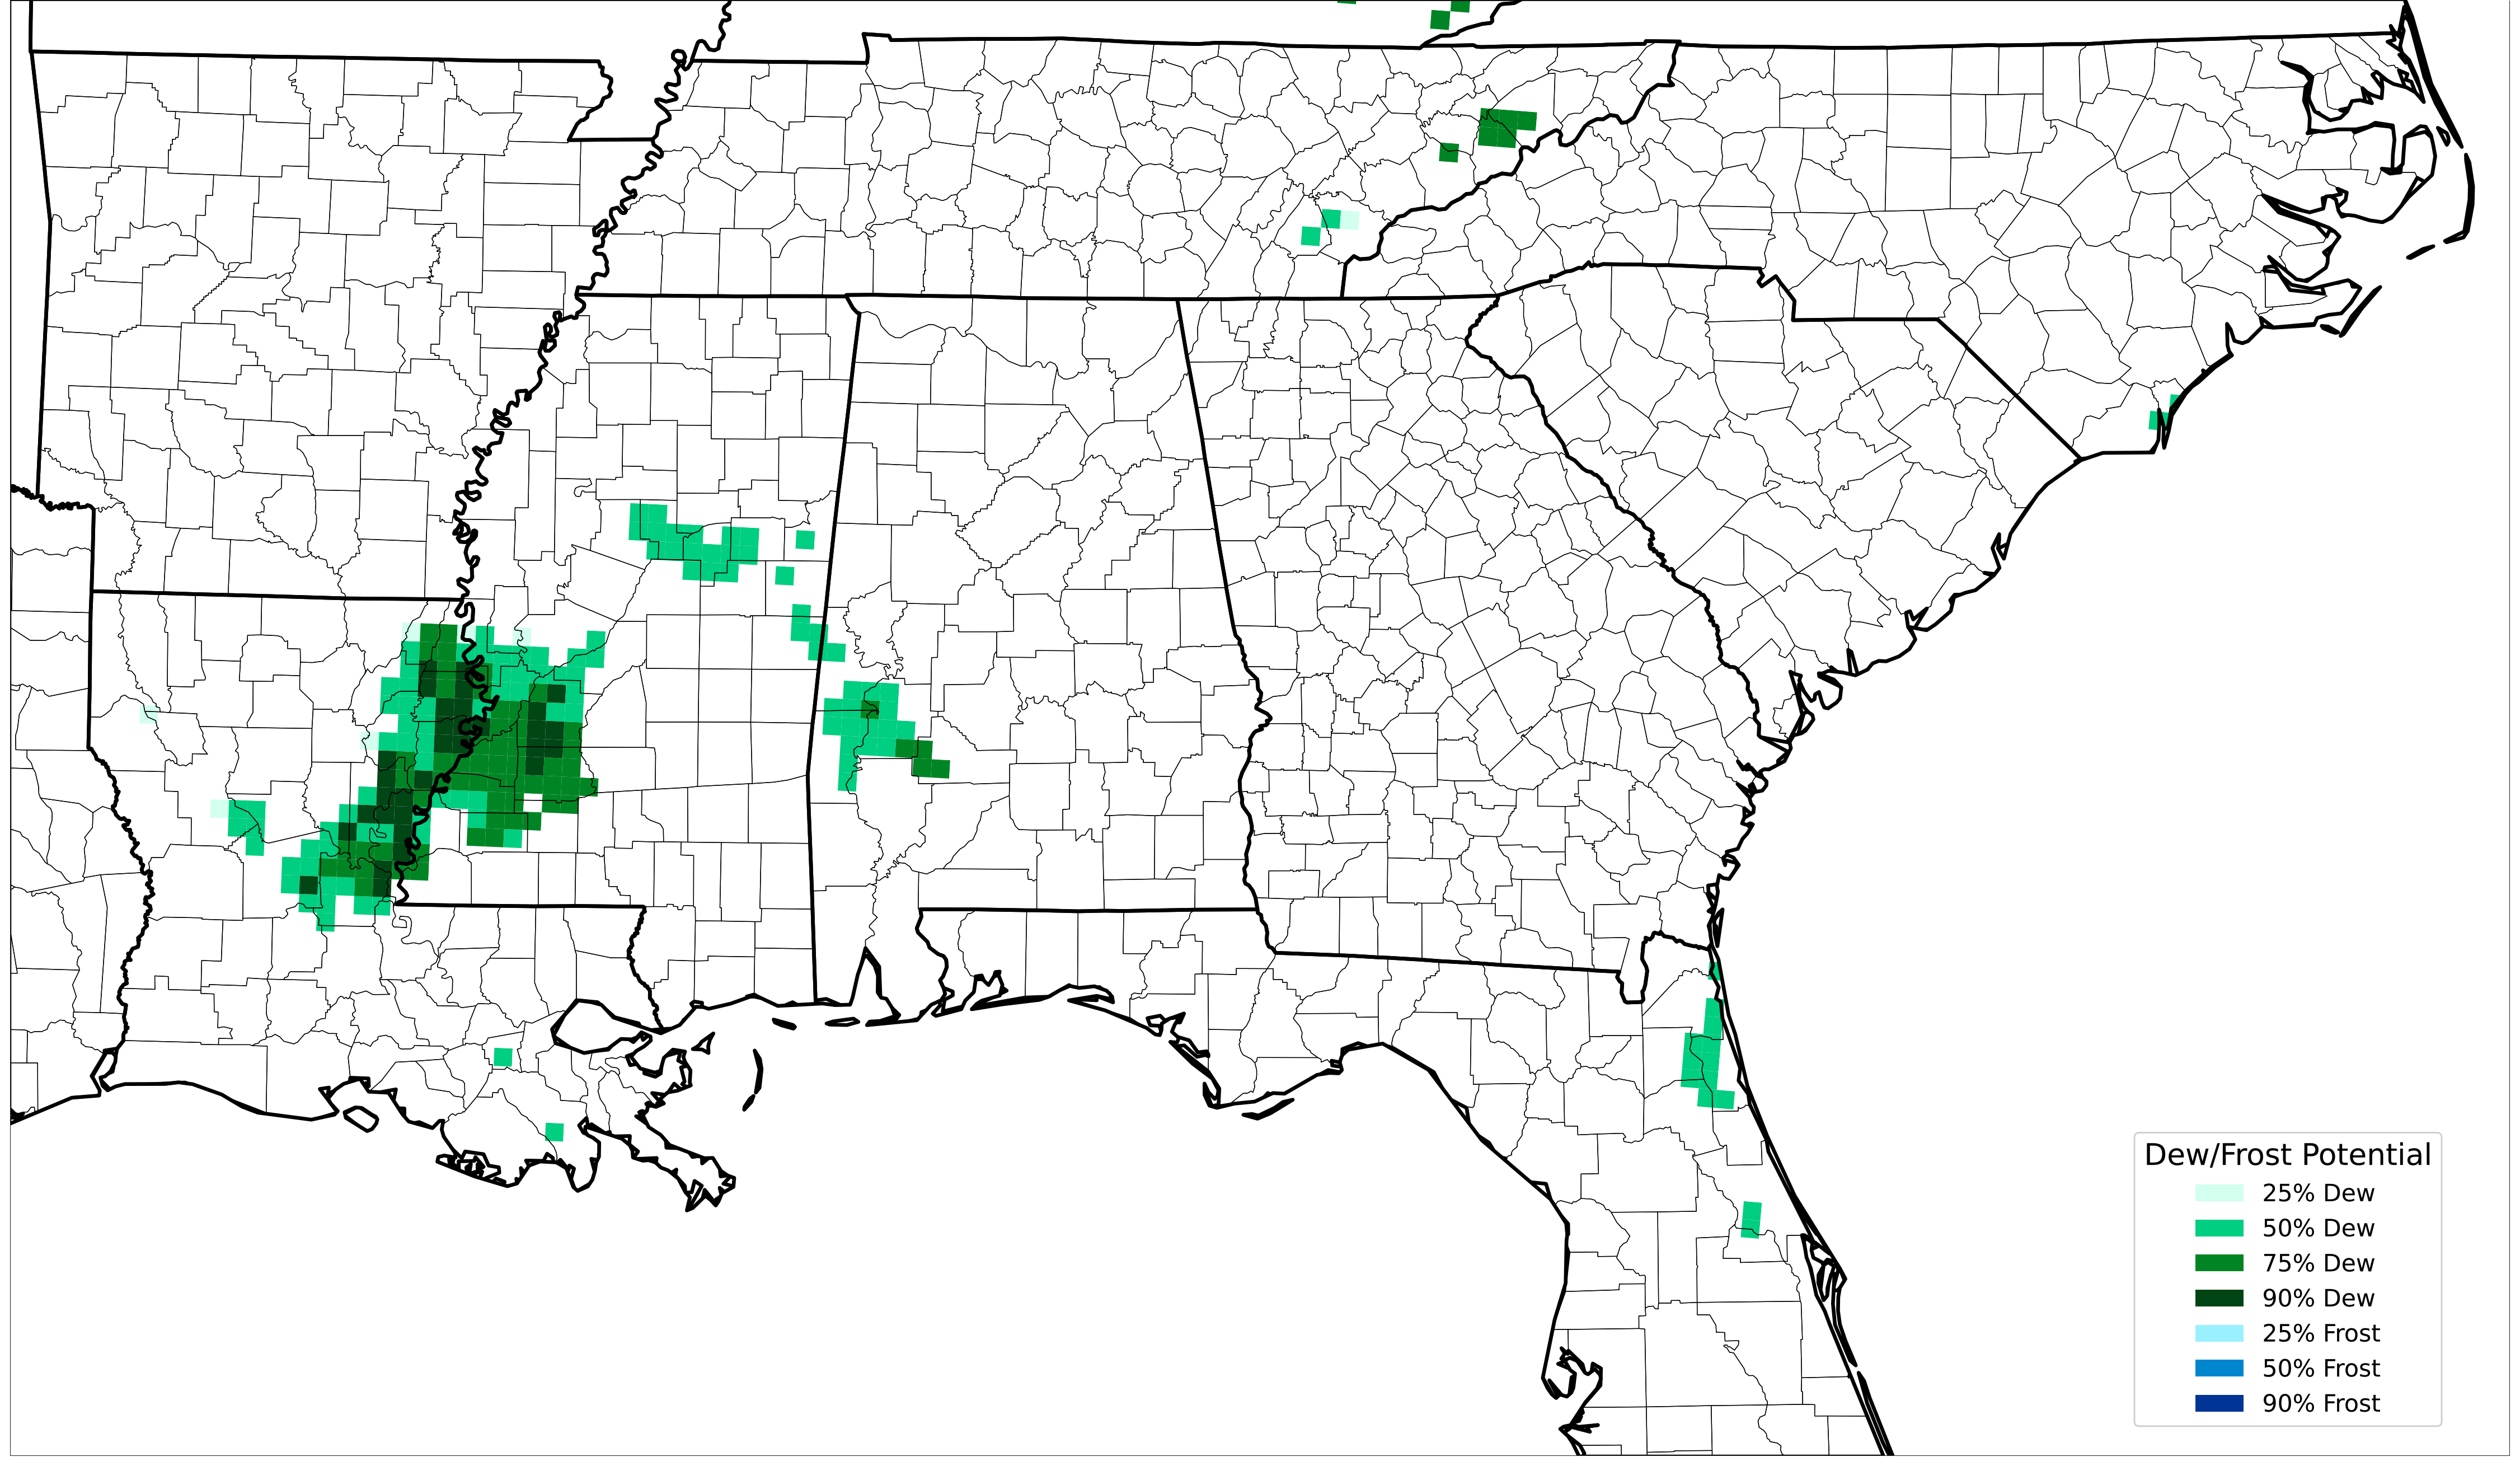 Dew/Frost Potential
25% Dew
50% Dew
75% Dew
90% Dew
25% Frost
50% Frost
90% Frost